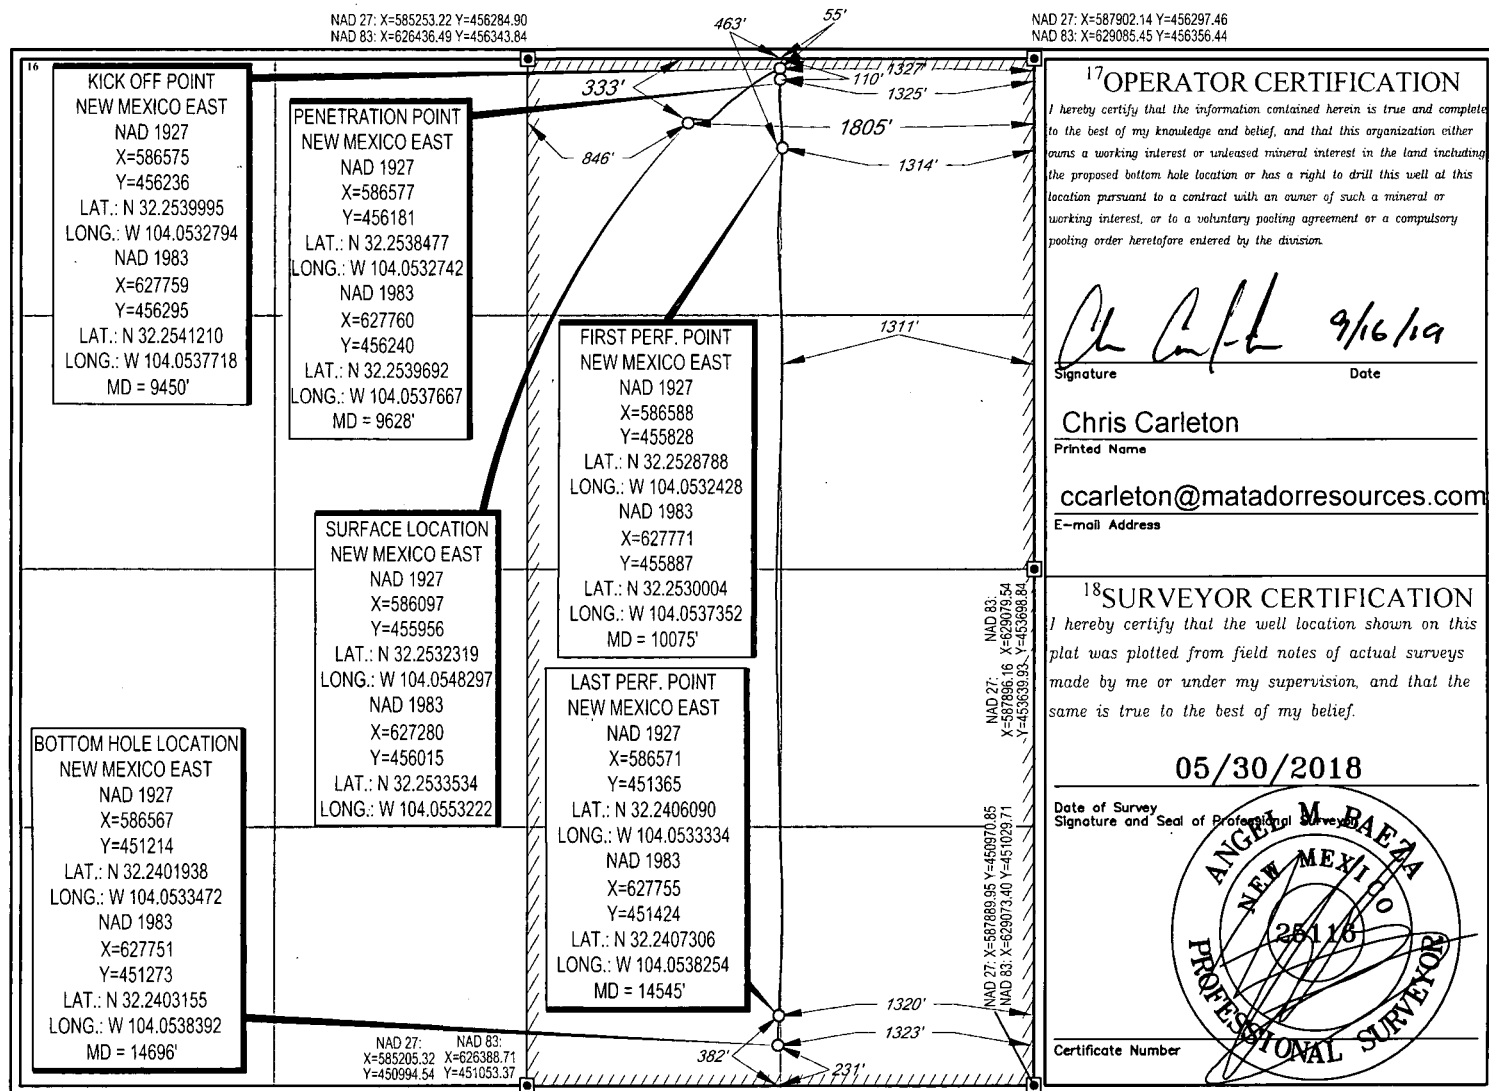 NAD 27: X=585253.22 Y=456284.90
NAD 83: X=626436.49 Y=456343.84
463'
55'
NAD 27: X=587902.14 Y=456297.46
NAD 83: X=629085.45 Y=456356.44
16
KICK OFF POINT
NEW MEXICO EAST
NAD 1927
X=586575
Y=456236
LAT.: N 32.2539995
LONG.: W 104.0532794
NAD 1983
X=627759
Y=456295
LAT.: N 32.2541210
LONG.: W 104.0537718
MD = 9450'
PENETRATION POINT
NEW MEXICO EAST
NAD 1927
X=586577
Y=456181
LAT.: N 32.2538477
LONG.: W 104.0532742
NAD 1983
X=627760
Y=456240
LAT.: N 32.2539692
LONG.: W 104.0537667
MD = 9628'
333'
1327'
110'
1325'
1805'
846'
1314'
1311'
FIRST PERF. POINT
NEW MEXICO EAST
NAD 1927
X=586588
Y=455828
LAT.: N 32.2528788
LONG.: W 104.0532428
NAD 1983
X=627771
Y=455887
LAT.: N 32.2530004
LONG.: W 104.0537352
MD = 10075'
SURFACE LOCATION
NEW MEXICO EAST
NAD 1927
X=586097
Y=455956
LAT.: N 32.2532319
LONG.: W 104.0548297
NAD 1983
X=627280
Y=456015
LAT.: N 32.2533534
LONG.: W 104.0553222
LAST PERF. POINT
NEW MEXICO EAST
NAD 1927
X=586571
Y=451365
LAT.: N 32.2406090
LONG.: W 104.0533334
NAD 1983
X=627755
Y=451424
LAT.: N 32.2407306
LONG.: W 104.0538254
MD = 14545'
BOTTOM HOLE LOCATION
NEW MEXICO EAST
NAD 1927
X=586567
Y=451214
LAT.: N 32.2401938
LONG.: W 104.0533472
NAD 1983
X=627751
Y=451273
LAT.: N 32.2403155
LONG.: W 104.0538392
MD = 14696'
NAD 27:
X=587896.16
Y=453639.93
NAD 83:
X=629079.54
Y=453698.84
NAD 27: X=587889.95 Y=450970.85
NAD 83: X=629073.40 Y=451029.71
1320'
1323'
382'
231'
NAD 27:
X=585205.32
Y=450994.54
NAD 83:
X=626388.71
Y=451053.37
17 OPERATOR CERTIFICATION
I hereby certify that the information contained herein is true and complete
to the best of my knowledge and belief, and that this organization either
owns a working interest or unleased mineral interest in the land including
the proposed bottom hole location or has a right to drill this well at this
location pursuant to a contract with an owner of such a mineral or
working interest, or to a voluntary pooling agreement or a compulsory
pooling order heretofore entered by the division.
9/16/19
Signature Date
Chris Carleton
Printed Name
ccarleton@matadorresources.com
E-mail Address
18 SURVEYOR CERTIFICATION
I hereby certify that the well location shown on this
plat was plotted from field notes of actual surveys
made by me or under my supervision, and that the
same is true to the best of my belief.
05/30/2018
Date of Survey
Signature and Seal of Professional Surveyor:
ANGEL M. BAEZA
NEW MEXICO
25116
PROFESSIONAL SURVEYOR
Certificate Number